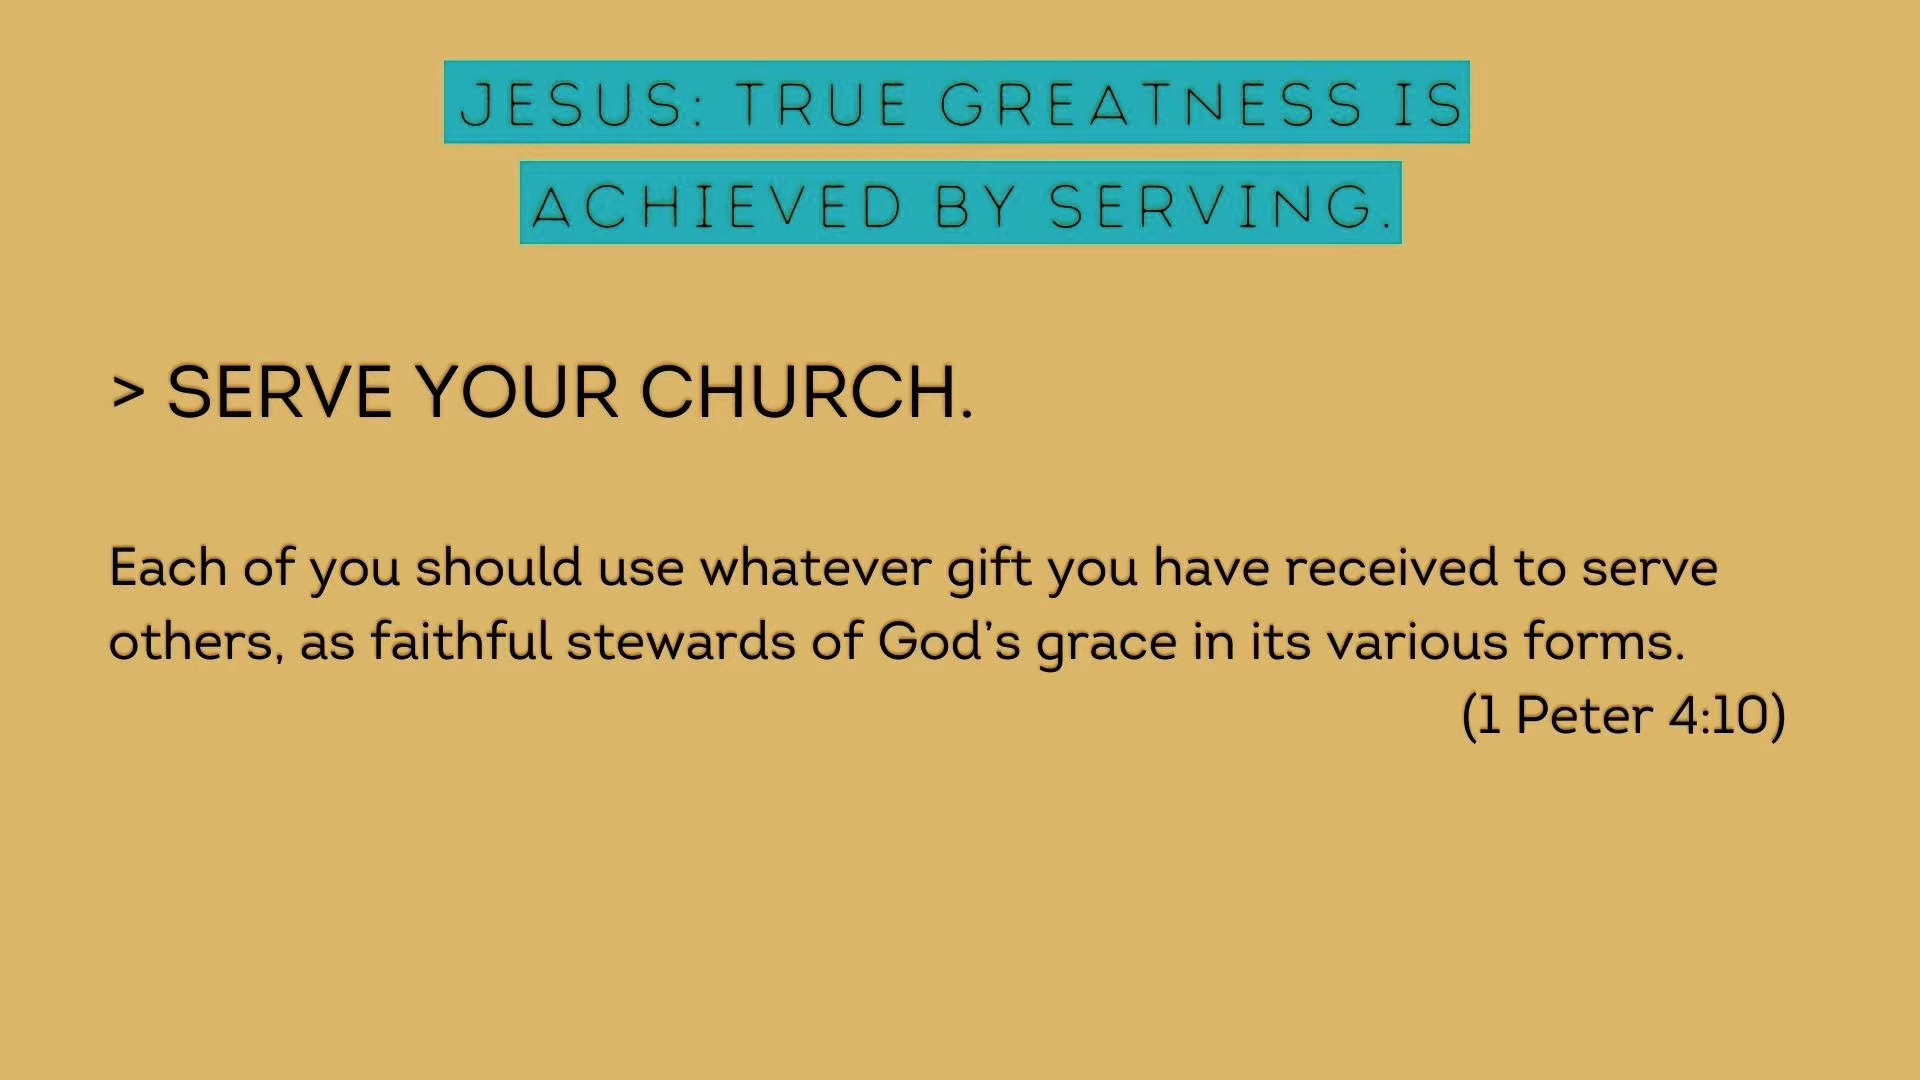 JESUS: TRUE GREATNESS IS
ACHIEVED BY SERVING.
> SERVE YOUR CHURCH.
Each of you should use whatever gift you have received to serve
others, as faithful stewards of God's grace in its various forms.
(1 Peter 4:10)